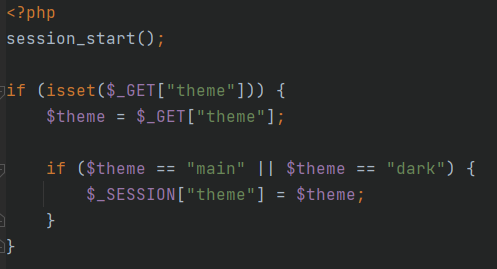 <?php
session_start();
if (isset($_GET["theme"])) {
$theme = $_GET["theme"];
if ($theme == "main" || $theme == "dark") {
$_SESSION["theme"] = $theme;
}
}